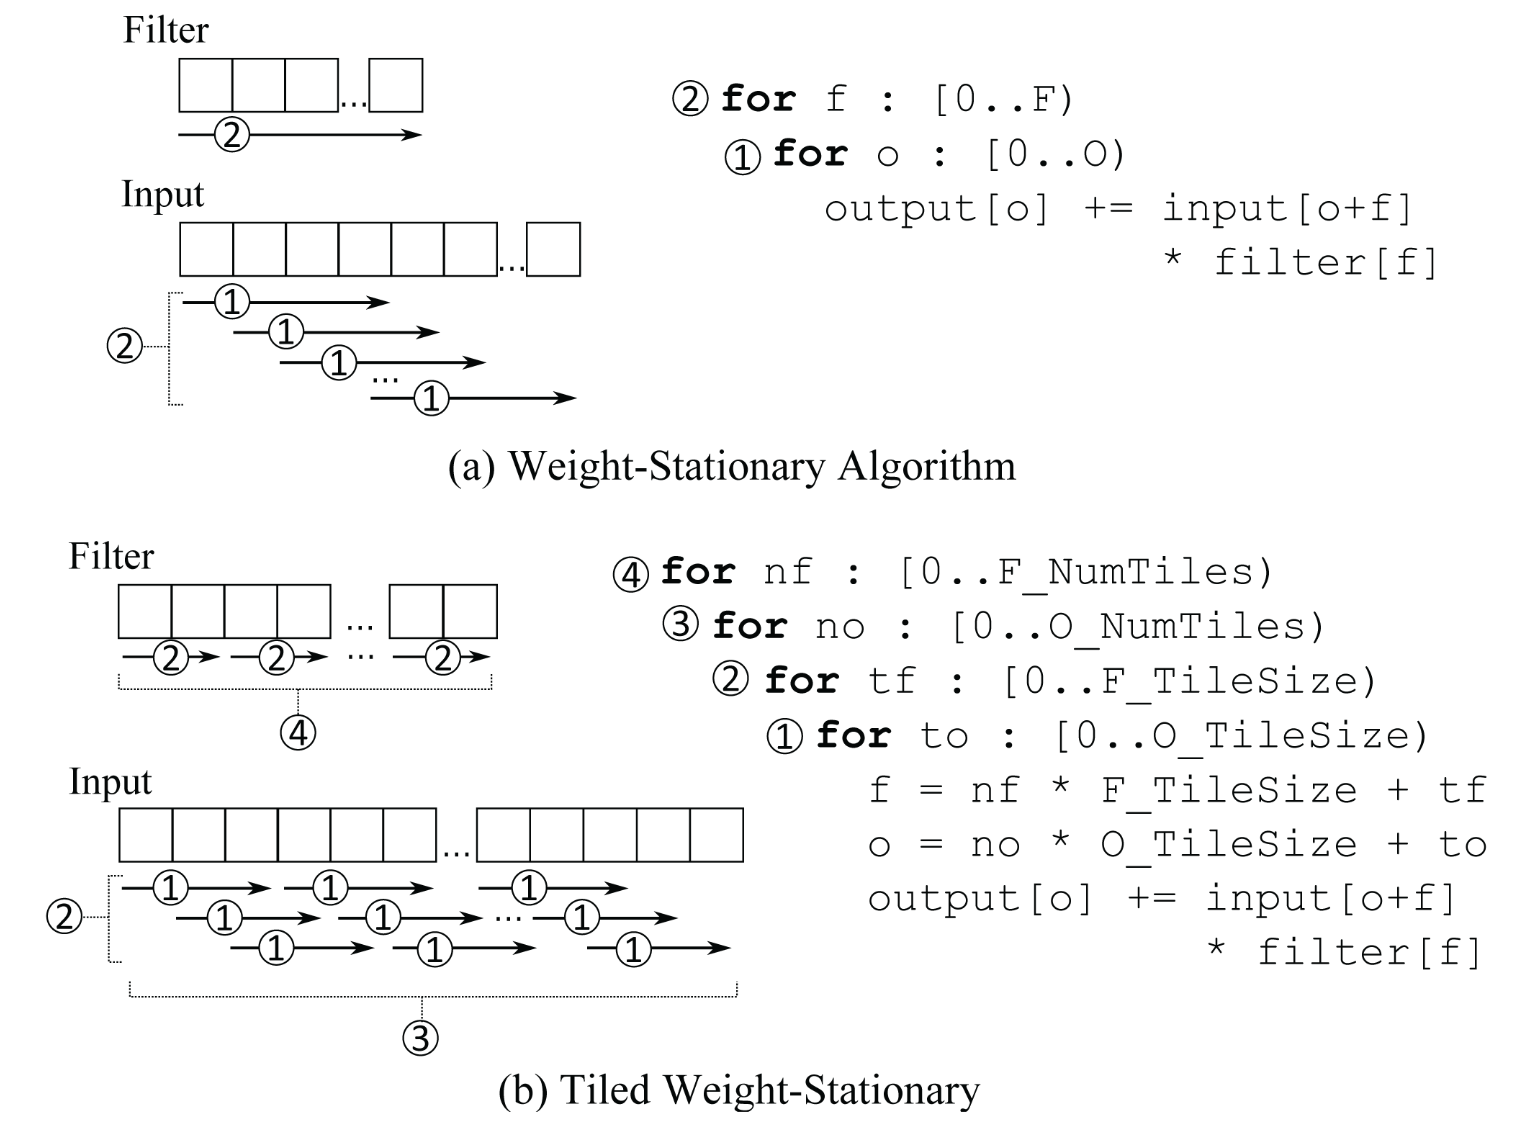 Filter
...
②
Input
...
①
①
②
①
...
①
② for f : [0..F)
① for o : [0..O)
output[o] += input[o+f]
* filter[f]
(a) Weight-Stationary Algorithm
Filter
...
② ② ... ②
④
Input
...
① ① ①
② ① ① ... ①
① ① ①
③
④ for nf : [0..F_NumTiles)
③ for no : [0..O_NumTiles)
② for tf : [0..F_TileSize)
① for to : [0..O_TileSize)
f = nf * F_TileSize + tf
o = no * O_TileSize + to
output[o] += input[o+f]
* filter[f]
(b) Tiled Weight-Stationary